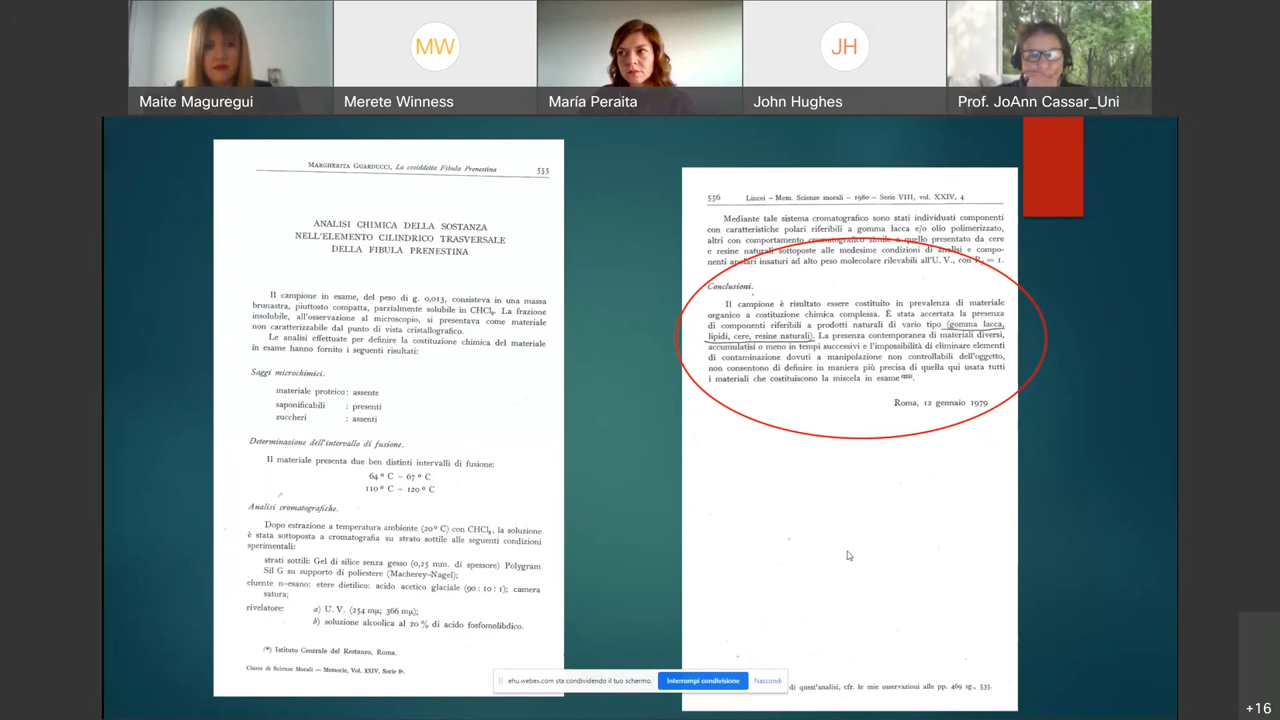 MW
JH
Maite Maguregui
Merete Winness
María Peraita
John Hughes
Prof. JoAnn Cassar_Uni
MARGHERITA GUARDUCCI, La cosiddetta Fibula Prenestina
555
ANALISI CHIMICA DELLA SOSTANZA
NELL'ELEMENTO CILINDRICO TRASVERSALE
DELLA FIBULA PRENESTINA
Il campione in esame, del peso di g. 0,013, consisteva in una massa
brunastra, piuttosto compatta, parzialmente solubile in CHCl3. La frazione
insolubile, all'osservazione al microscopio, si presentava come materiale
non caratterizzabile dal punto di vista cristallografico.
Le analisi effettuate per definire la costituzione chimica del materiale
in esame hanno fornito i seguenti risultati:
Saggi microchimici.
materiale proteico: assente
saponificabili : presenti
zuccheri : assenti
Determinazione dell'intervallo di fusione.
Il materiale presenta due ben distinti intervalli di fusione:
64° C – 67° C
110° C – 120° C
Analisi cromatografiche.
Dopo estrazione a temperatura ambiente (20° C) con CHCl3, la soluzione
è stata sottoposta a cromatografia su strato sottile alle seguenti condizioni
sperimentali:
strati sottili: Gel di silice senza gesso (0,25 mm. di spessore) Polygram
Sil G su supporto di poliestere (Macherey–Nagel);
eluente n–esano: etere dietilico: acido acetico glaciale (90 : 10 : 1); camera
satura;
rivelatore: a) U. V. (254 mμ; 366 mμ);
b) soluzione alcoolica al 20 % di acido fosfomolibdico.
(*) Istituto Centrale del Restauro, Roma.
Classe di Scienze Morali — Memorie, Vol. XXIV, Serie 8ª.
556
LINCEI – Mem. Scienze morali – 1980 – Serie VIII, vol. XXIV, 4
Mediante tale sistema cromatografico sono stati individuati componenti
con caratteristiche polari riferibili a gomma lacca e/o olio polimerizzato,
altri con comportamento cromatografico simile a quello presentato da cere
e resine naturali sottoposte alle medesime condizioni di analisi e compo-
nenti apolari insaturi ad alto peso molecolare rilevabili all'U. V., con Rf = 1.
Conclusioni.
Il campione è risultato essere costituito in prevalenza di materiale
organico a costituzione chimica complessa. È stata accertata la presenza
di componenti riferibili a prodotti naturali di vario tipo (gomma lacca,
lipidi, cere, resine naturali). La presenza contemporanea di materiali diversi,
accumulatisi o meno in tempi successivi e l'impossibilità di eliminare elementi
di contaminazione dovuti a manipolazione non controllabili dell'oggetto,
non consentono di definire in maniera più precisa di quella qui usata tutti
i materiali che costituiscono la miscela in esame
Roma, 12 gennaio 1979
di quest'analisi, cfr. le mie osservazioni alle pp. 469 sg., 535.
ehu.webex.com sta condividendo il tuo schermo.
Interrompi condivisione
Nascondi
+16